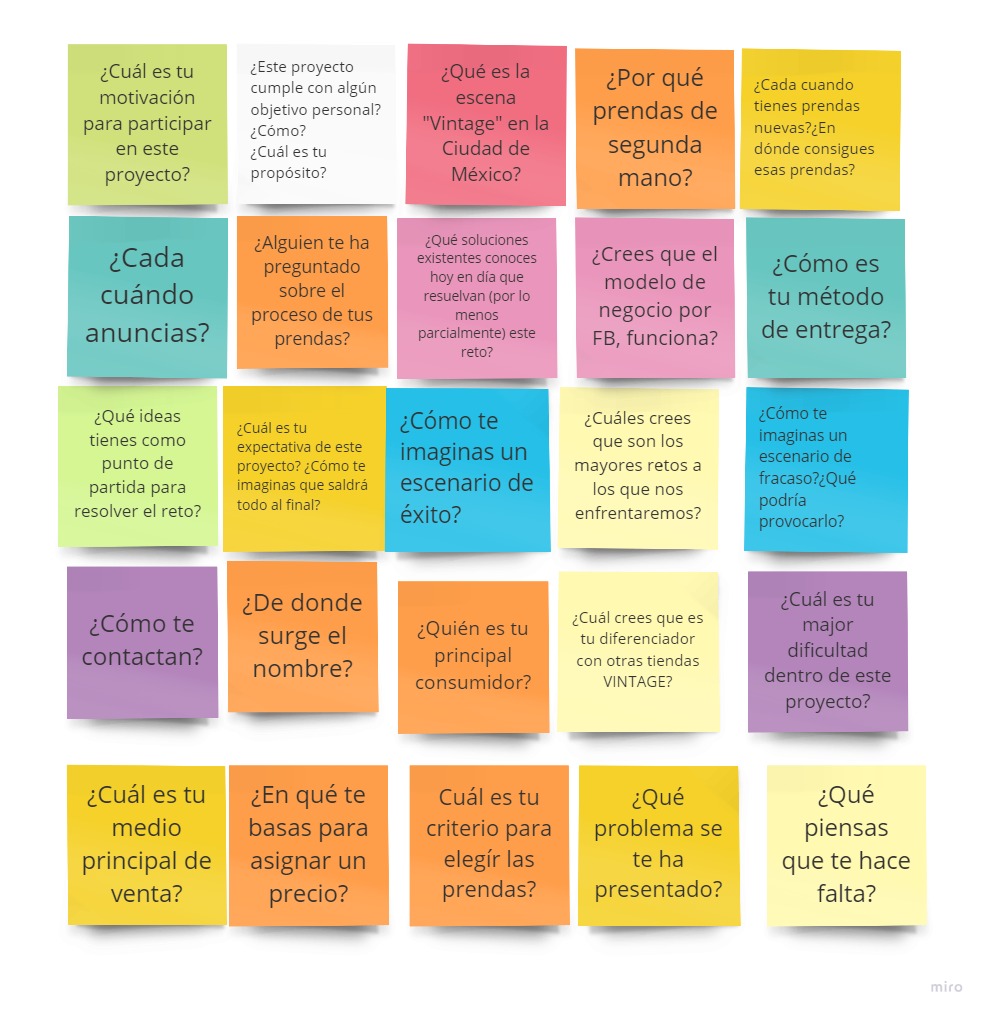 ¿Cuál es tu
motivación
para participar
en este
proyecto?
¿Este proyecto
cumple con algún
objetivo personal?
¿Cómo?
¿Cuál es tu
propósito?
¿Qué es la
escena
"Vintage" en la
Ciudad de
México?
¿Por qué
prendas de
segunda
mano?
¿Cada cuando
tienes prendas
nuevas?¿En
dónde consigues
esas prendas?
¿Cada
cuándo
anuncias?
¿Alguien te ha
preguntado
sobre el
proceso de tus
prendas?
¿Qué soluciones
existentes conoces
hoy en día que
resuelvan (por lo
menos
parcialmente) este
reto?
¿Crees que el
modelo de
negocio por
FB, funciona?
¿Cómo es
tu método
de entrega?
¿Qué ideas
tienes como
punto de
partida para
resolver el reto?
¿Cuál es tu
expectativa de este
proyecto? ¿Cómo te
imaginas que saldrá
todo al final?
¿Cómo te
imaginas un
escenario de
éxito?
¿Cuáles crees
que son los
mayores retos a
los que nos
enfrentaremos?
¿Cómo te
imaginas un
escenario de
fracaso?¿Qué
podría
provocarlo?
¿Cómo te
contactan?
¿De donde
surge el
nombre?
¿Quién es tu
principal
consumidor?
¿Cuál crees que es
tu diferenciador
con otras tiendas
VINTAGE?
¿Cuál es tu
major
dificultad
dentro de este
proyecto?
¿Cuál es tu
medio
principal de
venta?
¿En qué te
basas para
asignar un
precio?
Cuál es tu
criterio para
elegír las
prendas?
¿Qué
problema se
te ha
presentado?
¿Qué
piensas
que te hace
falta?
miro